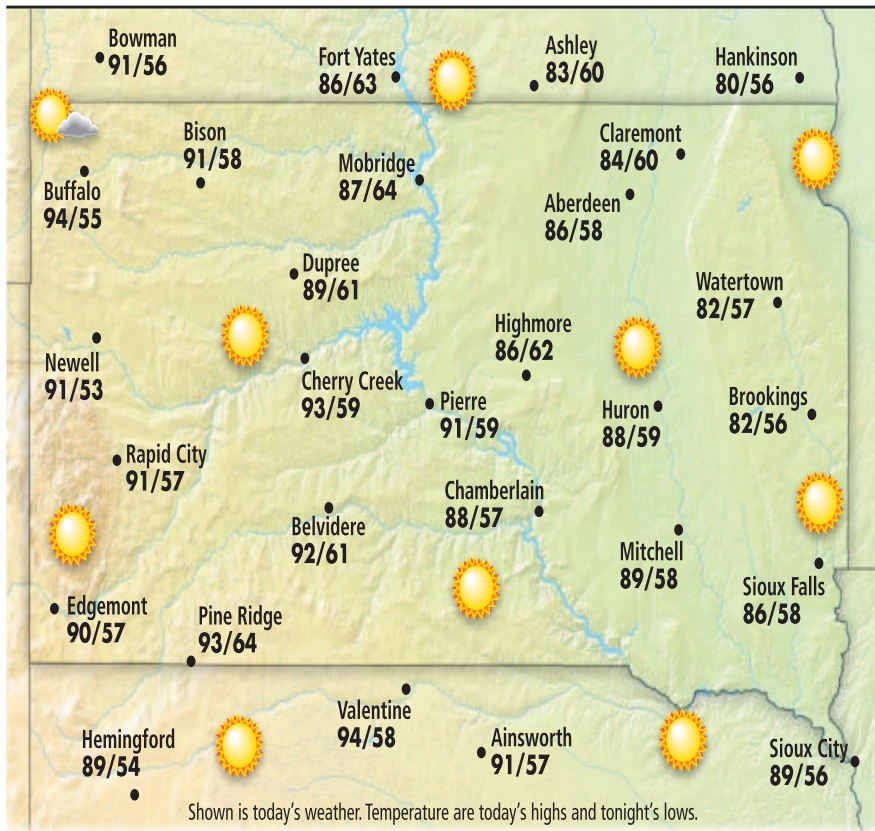 Bowman
91/56
Fort Yates
86/63
Ashley
83/60
Hankinson
80/56
Bison
91/58
Claremont
84/60
Mobridge
87/64
Buffalo
94/55
Aberdeen
86/58
Dupree
89/61
Watertown
82/57
Highmore
86/62
Newell
91/53
Cherry Creek
93/59
Pierre
91/59
Huron
88/59
Brookings
82/56
Rapid City
91/57
Chamberlain
88/57
Belvidere
92/61
Mitchell
89/58
Sioux Falls
86/58
Edgemont
90/57
Pine Ridge
93/64
Valentine
94/58
Hemingford
89/54
Ainsworth
91/57
Sioux City
89/56
Shown is today's weather. Temperature are today's highs and tonight's lows.